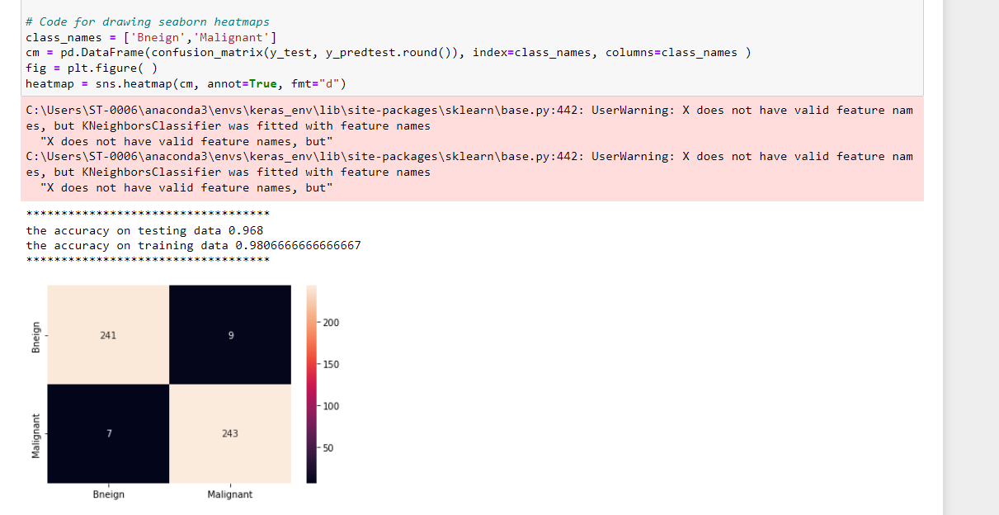 # Code for drawing seaborn heatmaps
class_names = ['Bneign','Malignant']
cm = pd.DataFrame(confusion_matrix(y_test, y_predtest.round()), index=class_names, columns=class_names )
fig = plt.figure( )
heatmap = sns.heatmap(cm, annot=True, fmt="d")
C:\Users\ST-0006\anaconda3\envs\keras_env\lib\site-packages\sklearn\base.py:442: UserWarning: X does not have valid feature nam
es, but KNeighborsClassifier was fitted with feature names
  "X does not have valid feature names, but"
C:\Users\ST-0006\anaconda3\envs\keras_env\lib\site-packages\sklearn\base.py:442: UserWarning: X does not have valid feature nam
es, but KNeighborsClassifier was fitted with feature names
  "X does not have valid feature names, but"
***********************************
the accuracy on testing data 0.968
the accuracy on training data 0.9806666666666667
***********************************
Bneign
241
9
Malignant
7
243
Bneign
Malignant
200
150
100
50